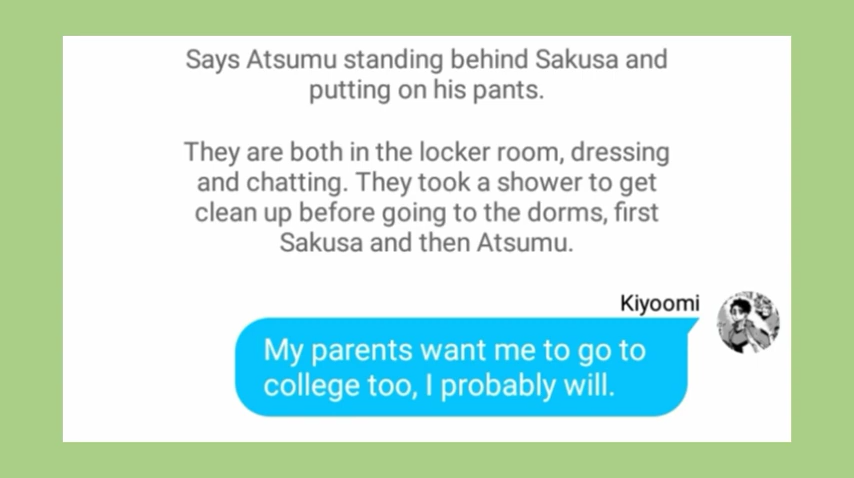 Says Atsumu standing behind Sakusa and
putting on his pants.
They are both in the locker room, dressing
and chatting. They took a shower to get
clean up before going to the dorms, first
Sakusa and then Atsumu.
Kiyoomi
My parents want me to go to
college too, I probably will.